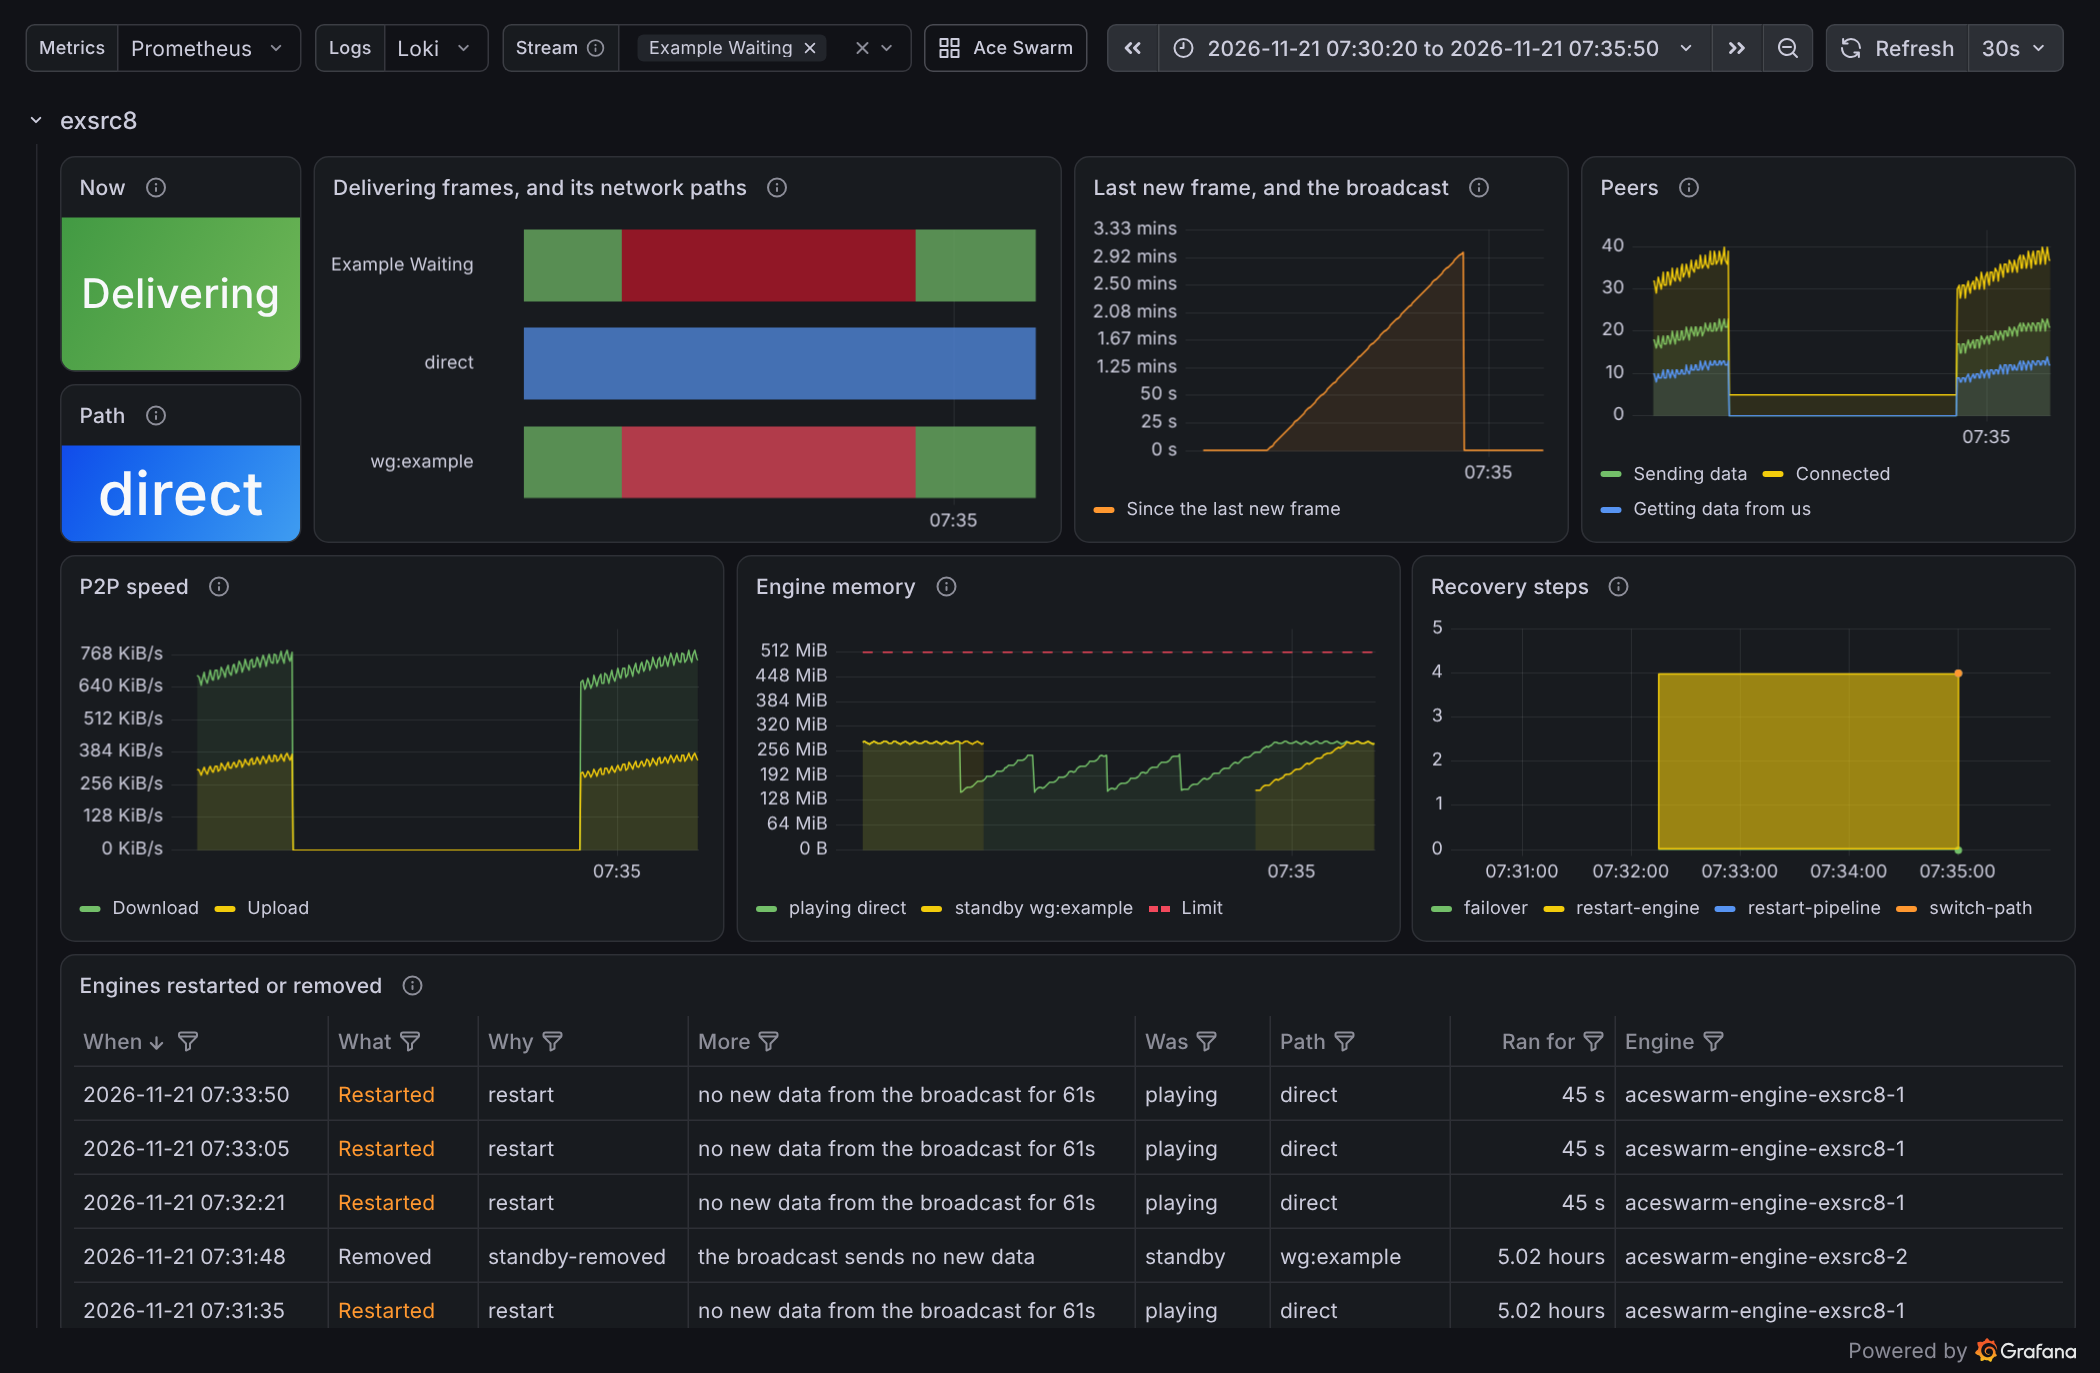 Metrics Prometheus Logs Loki Stream Example Waiting Ace Swarm 2026-11-21 07:30:20 to 2026-11-21 07:35:50 Refresh 30s
exsrc8
Now
Delivering
Path
direct
Delivering frames, and its network paths
Example Waiting
direct
wg:example
07:35
Last new frame, and the broadcast
3.33 mins
2.92 mins
2.50 mins
2.08 mins
1.67 mins
1.25 mins
50 s
25 s
0 s
07:35
Since the last new frame
Peers
40
30
20
10
0
07:35
Sending data Connected
Getting data from us
P2P speed
768 KiB/s
640 KiB/s
512 KiB/s
384 KiB/s
256 KiB/s
128 KiB/s
0 KiB/s
07:35
Download Upload
Engine memory
512 MiB
448 MiB
384 MiB
320 MiB
256 MiB
192 MiB
128 MiB
64 MiB
0 B
07:35
playing direct standby wg:example Limit
Recovery steps
5
4
3
2
1
0
07:31:00 07:32:00 07:33:00 07:34:00 07:35:00
failover restart-engine restart-pipeline switch-path
Engines restarted or removed
When What Why More Was Path Ran for Engine
2026-11-21 07:33:50 Restarted restart no new data from the broadcast for 61s playing direct 45 s aceswarm-engine-exsrc8-1
2026-11-21 07:33:05 Restarted restart no new data from the broadcast for 61s playing direct 45 s aceswarm-engine-exsrc8-1
2026-11-21 07:32:21 Restarted restart no new data from the broadcast for 61s playing direct 45 s aceswarm-engine-exsrc8-1
2026-11-21 07:31:48 Removed standby-removed the broadcast sends no new data standby wg:example 5.02 hours aceswarm-engine-exsrc8-2
2026-11-21 07:31:35 Restarted restart no new data from the broadcast for 61s playing direct 5.02 hours aceswarm-engine-exsrc8-1
Powered by Grafana